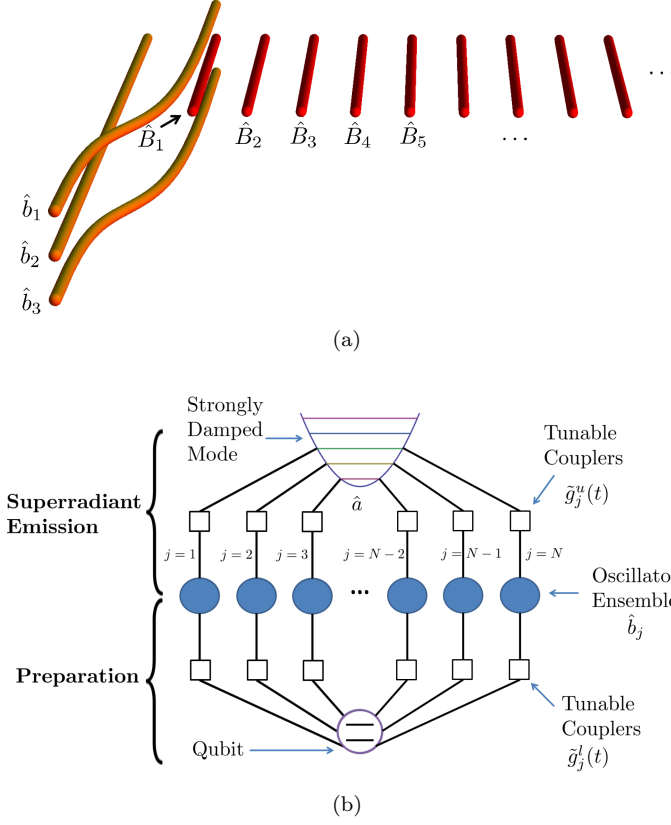 B̂₁ B̂₂ B̂₃ B̂₄ B̂₅ ... ..
b̂₁
b̂₂
b̂₃
(a)
Strongly
Damped
Mode
â
Tunable
Couplers
g̃ⱼᵘ(t)
Superradiant
Emission
j = 1 j = 2 j = 3 j = N − 2 j = N − 1 j = N
...
Oscillato
Ensemble
b̂ⱼ
Preparation
Tunable
Couplers
g̃ⱼˡ(t)
Qubit
(b)